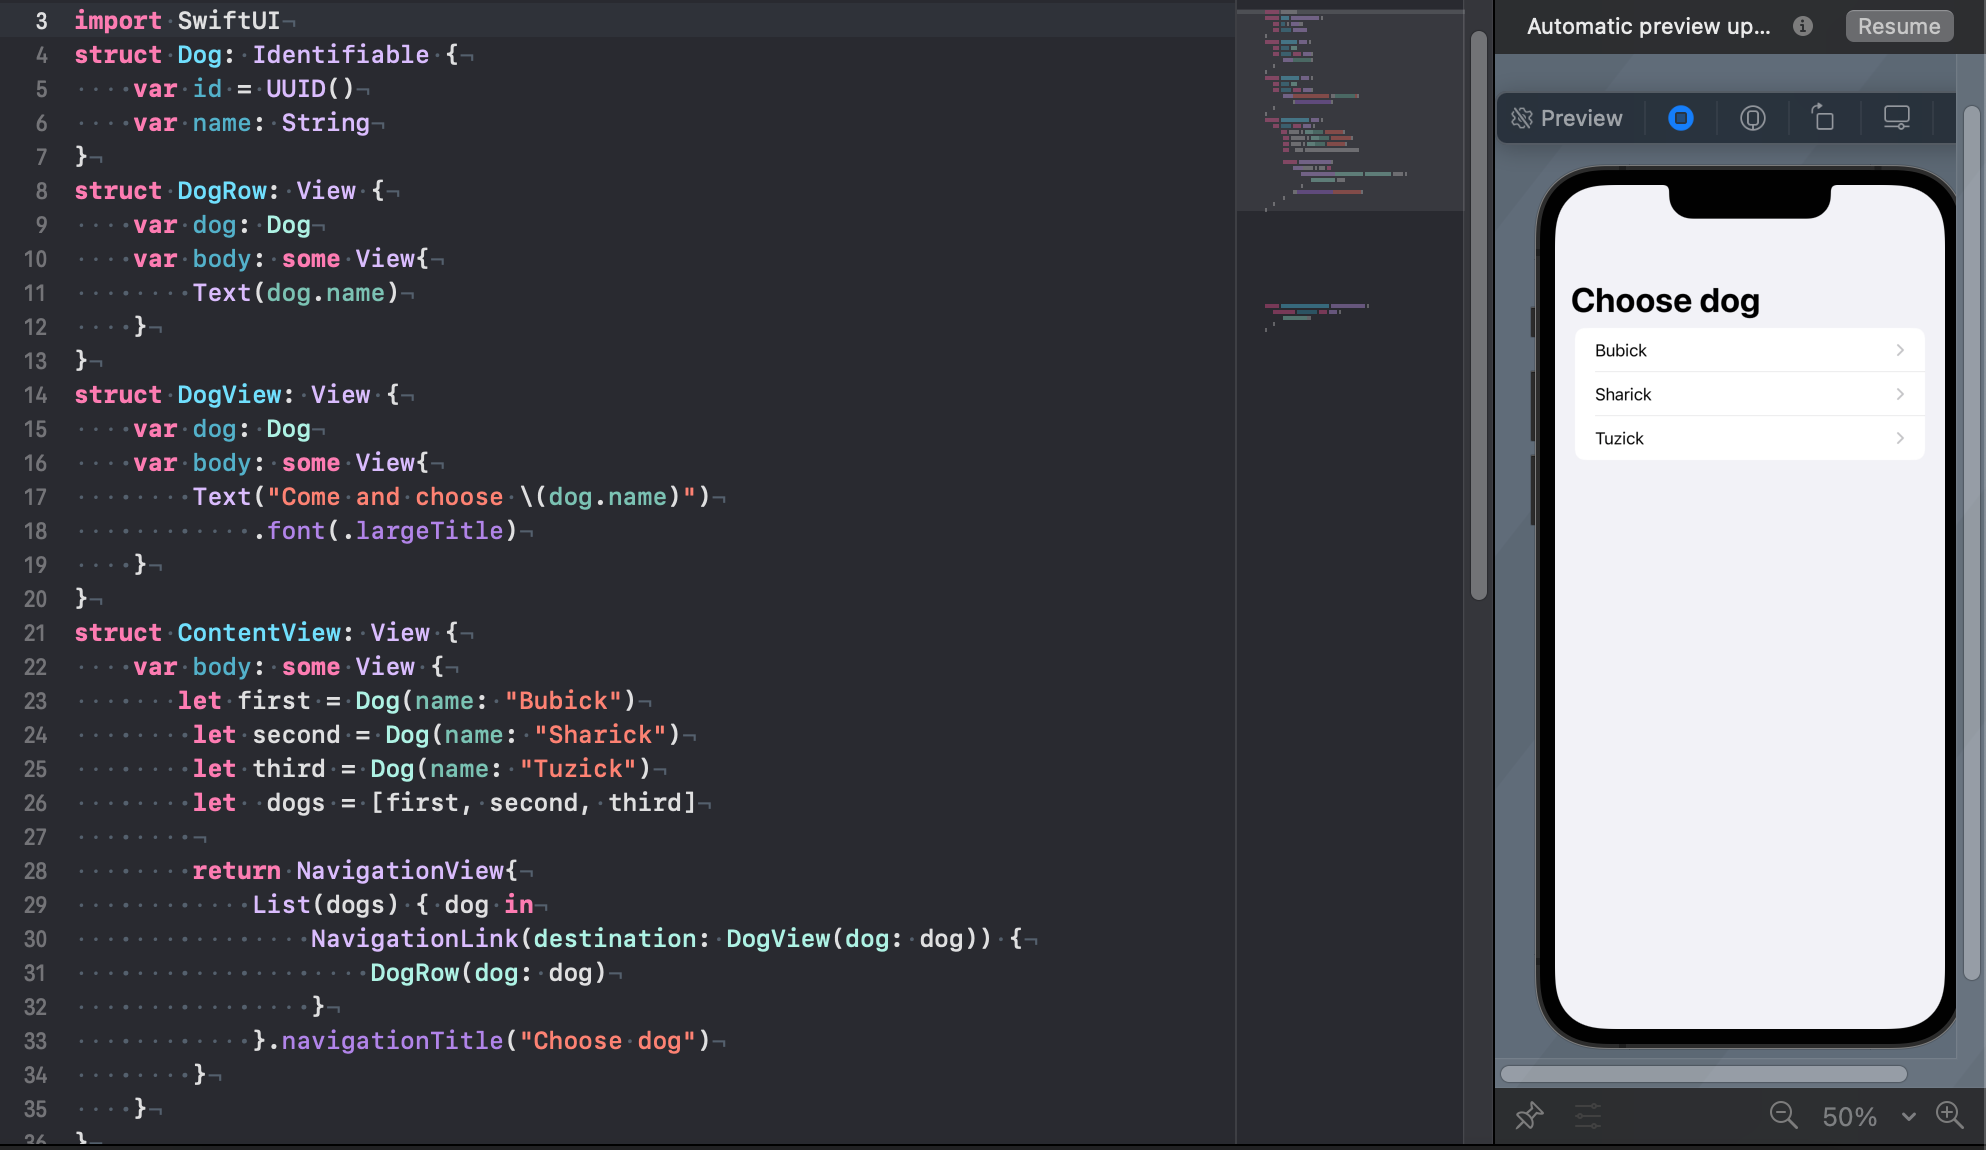 3 import SwiftUI¬
4 struct Dog: Identifiable {¬
5 var id = UUID()¬
6 var name: String¬
7 }¬
8 struct DogRow: View {¬
9 var dog: Dog¬
10 var body: some View{¬
11 Text(dog.name)¬
12 }¬
13 }¬
14 struct DogView: View {¬
15 var dog: Dog¬
16 var body: some View{¬
17 Text("Come and choose \(dog.name)")¬
18 .font(.largeTitle)¬
19 }¬
20 }¬
21 struct ContentView: View {¬
22 var body: some View {¬
23 let first = Dog(name: "Bubick")¬
24 let second = Dog(name: "Sharick")¬
25 let third = Dog(name: "Tuzick")¬
26 let  dogs = [first, second, third]¬
27 ¬
28 return NavigationView{¬
29 List(dogs) { dog in¬
30 NavigationLink(destination: DogView(dog: dog)) {¬
31 DogRow(dog: dog)¬
32 }¬
33 }.navigationTitle("Choose dog")¬
34 }¬
35 }¬
36 }¬
Automatic preview up... Resume
Preview
Choose dog
Bubick
Sharick
Tuzick
50%